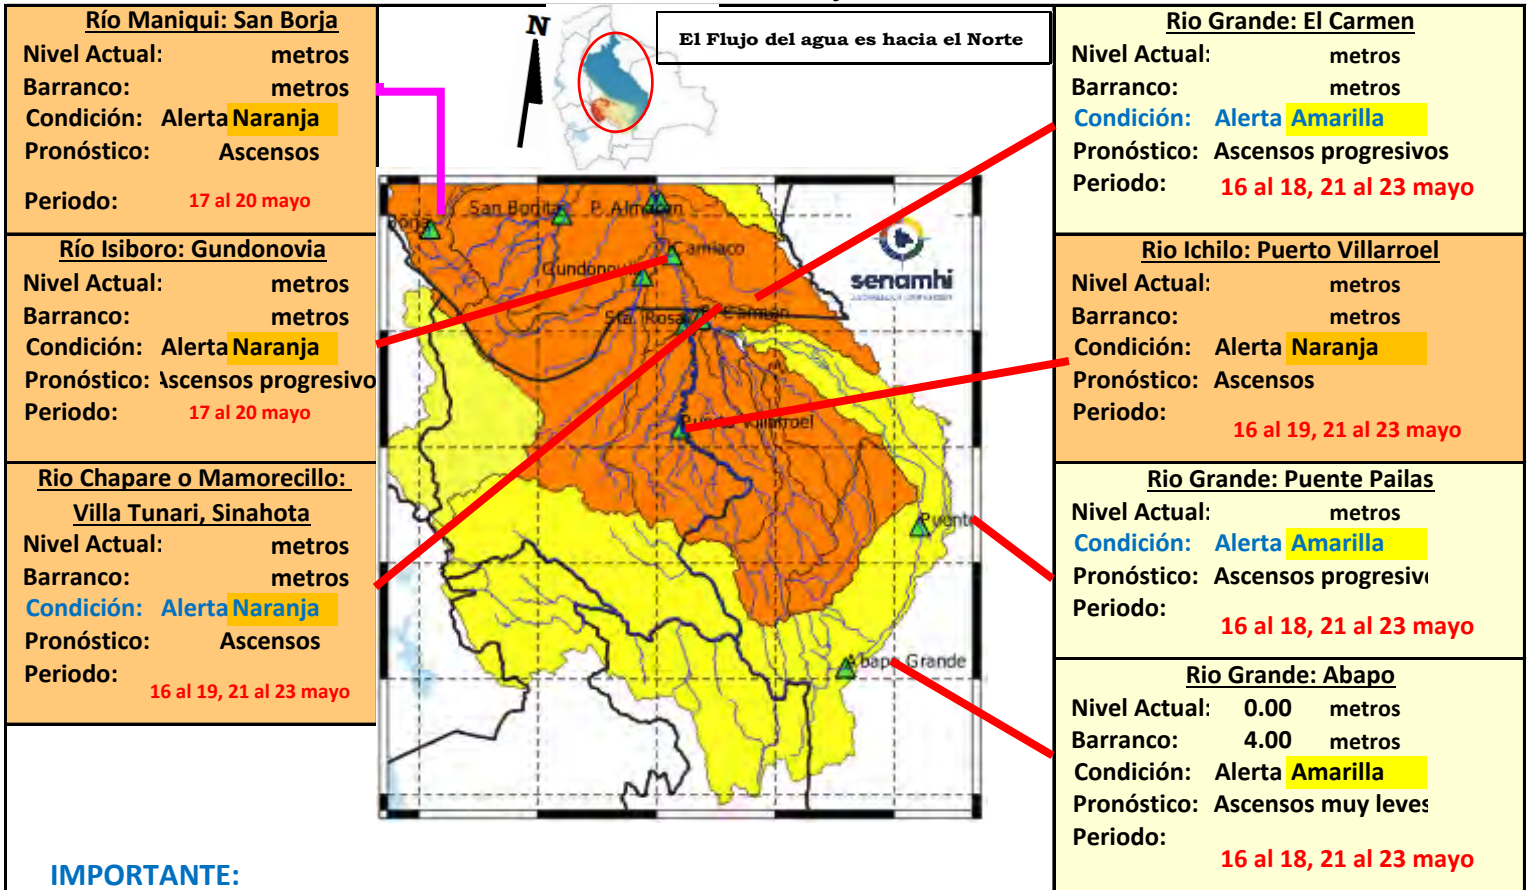 Río Maniqui: San Borja
Nivel Actual: metros
Barranco: metros
Condición: Alerta Naranja
Pronóstico: Ascensos
Periodo: 17 al 20 mayo
Río Isiboro: Gundonovia
Nivel Actual: metros
Barranco: metros
Condición: Alerta Naranja
Pronóstico: Ascensos progresivo
Periodo: 17 al 20 mayo
Rio Chapare o Mamorecillo:
Villa Tunari, Sinahota
Nivel Actual: metros
Barranco: metros
Condición: Alerta Naranja
Pronóstico: Ascensos
Periodo: 16 al 19, 21 al 23 mayo
IMPORTANTE:
N
El Flujo del agua es hacia el Norte
San Borjita
P. Almacen
Camiaco
Gundonovia
Sta. Rosa
El Carmen
Puerto Villarroel
Puente
Abapo Grande
senamhi
Rio Grande: El Carmen
Nivel Actual: metros
Barranco: metros
Condición: Alerta Amarilla
Pronóstico: Ascensos progresivos
Periodo: 16 al 18, 21 al 23 mayo
Rio Ichilo: Puerto Villarroel
Nivel Actual: metros
Barranco: metros
Condición: Alerta Naranja
Pronóstico: Ascensos
Periodo:
16 al 19, 21 al 23 mayo
Rio Grande: Puente Pailas
Nivel Actual: metros
Condición: Alerta Amarilla
Pronóstico: Ascensos progresiv
Periodo:
16 al 18, 21 al 23 mayo
Rio Grande: Abapo
Nivel Actual: 0.00 metros
Barranco: 4.00 metros
Condición: Alerta Amarilla
Pronóstico: Ascensos muy leves
Periodo:
16 al 18, 21 al 23 mayo